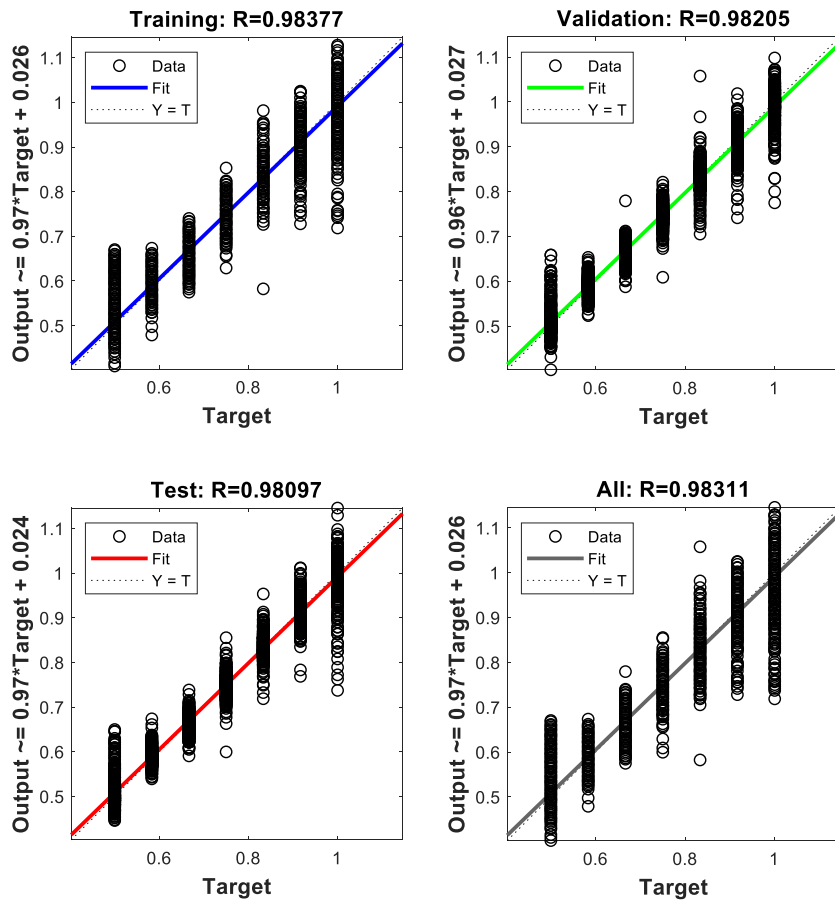 Training: R=0.98377
Output ~= 0.97*Target + 0.026
1.1
1
0.9
0.8
0.7
0.6
0.5
Data
Fit
Y = T
0.6 0.8 1
Target
Validation: R=0.98205
Output ~= 0.96*Target + 0.027
1.1
1
0.9
0.8
0.7
0.6
0.5
Data
Fit
Y = T
0.6 0.8 1
Target
Test: R=0.98097
Output ~= 0.97*Target + 0.024
1.1
1
0.9
0.8
0.7
0.6
0.5
Data
Fit
Y = T
0.6 0.8 1
Target
All: R=0.98311
Output ~= 0.97*Target + 0.026
1.1
1
0.9
0.8
0.7
0.6
0.5
Data
Fit
Y = T
0.6 0.8 1
Target